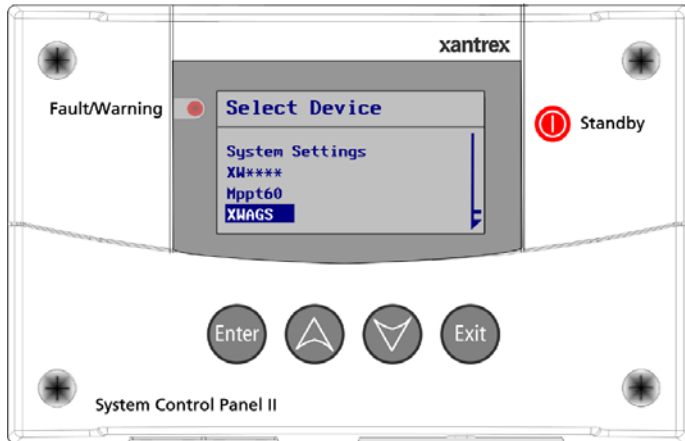 xantrex
Fault/Warning
Select Device
Standby
System Settings
XW****
Mppt60
XWAGS
Enter
Exit
System Control Panel II